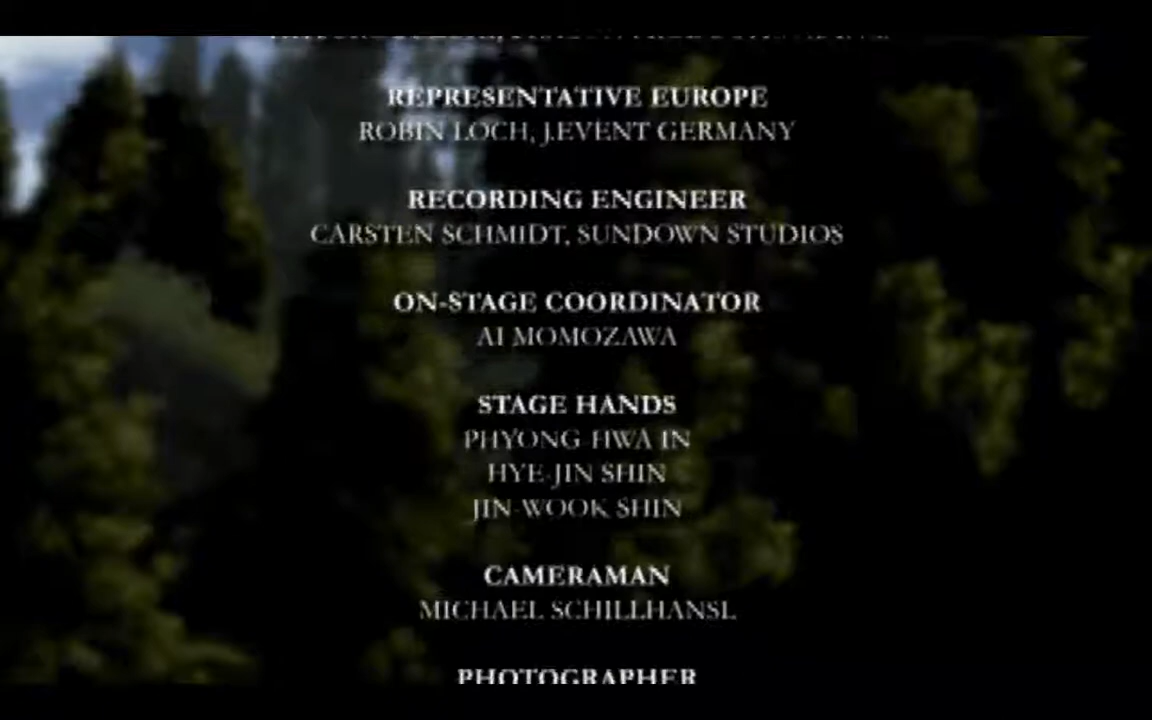 REPRESENTATIVE EUROPE
ROBIN LOCH, J.EVENT GERMANY
RECORDING ENGINEER
CARSTEN SCHMIDT, SUNDOWN STUDIOS
ON-STAGE COORDINATOR
AI MOMOZAWA
STAGE HANDS
PHYONG-HWA IN
HYE-JIN SHIN
JIN-WOOK SHIN
CAMERAMAN
MICHAEL SCHILLHANSL
PHOTOGRAPHER